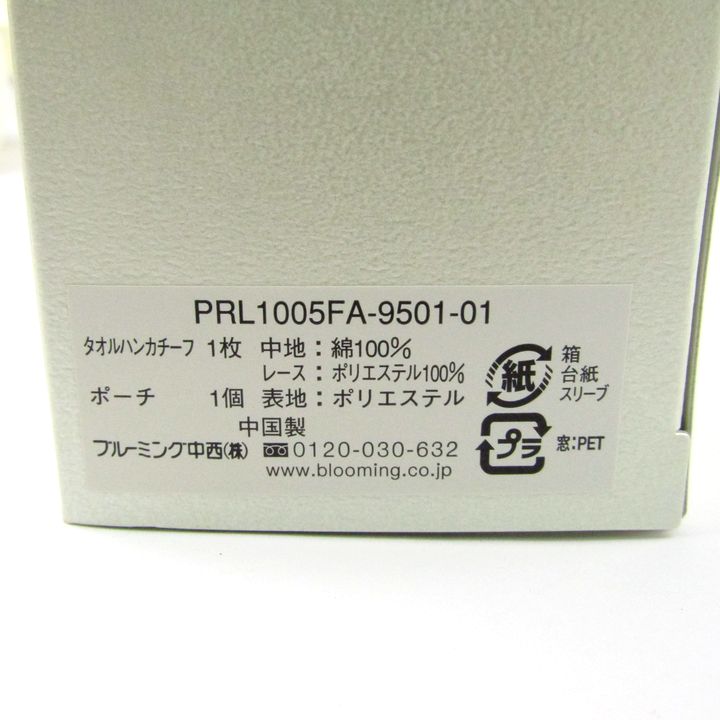 PRL1005FA-9501-01
タオルハンカチーフ 1枚 中地：綿100%
レース：ポリエステル100%
ポーチ 1個 表地：ポリエステル
中国製
ブルーミング中西(株) 0120-030-632
www.blooming.co.jp
紙
箱
台紙
スリーブ
プラ
窓：PET